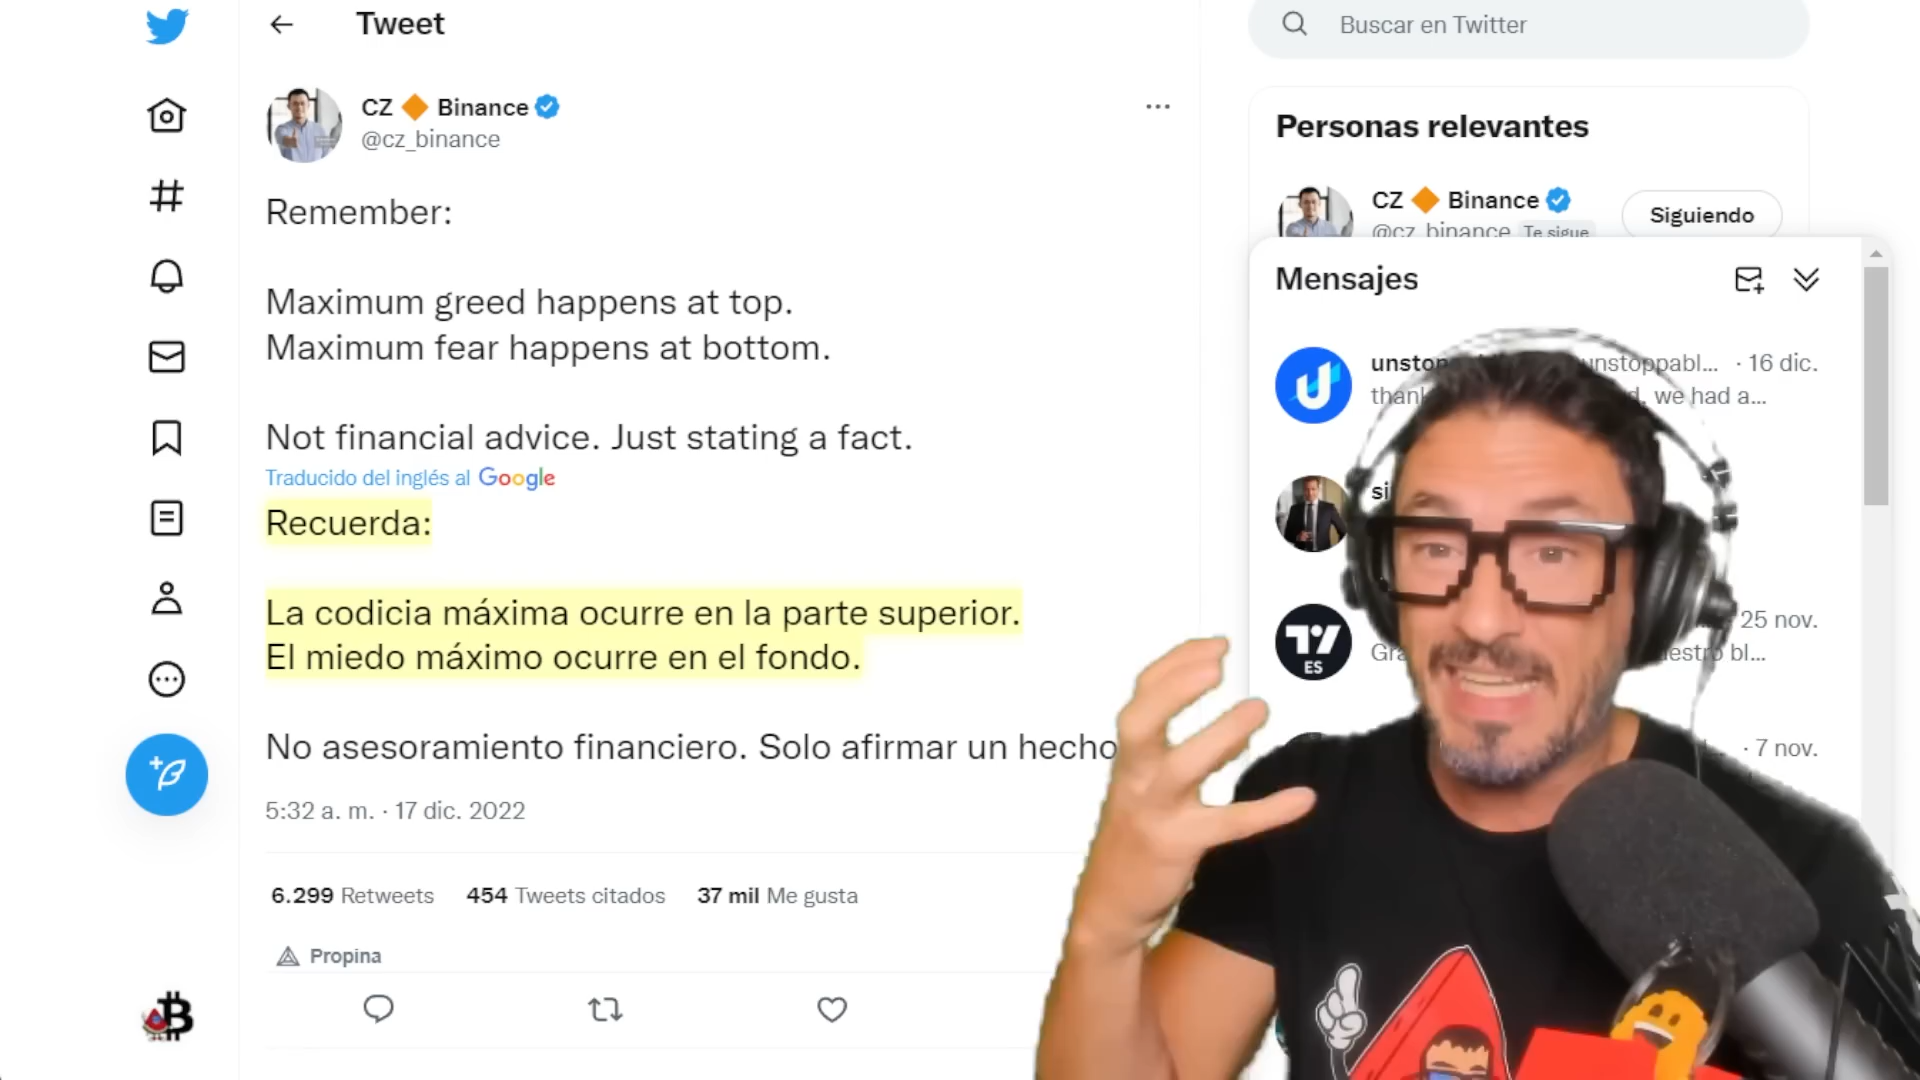 Tweet
Buscar en Twitter
CZ 🔶 Binance
@cz_binance
Remember:
Maximum greed happens at top.
Maximum fear happens at bottom.
Not financial advice. Just stating a fact.
Traducido del inglés al Google
Recuerda:
La codicia máxima ocurre en la parte superior.
El miedo máximo ocurre en el fondo.
No asesoramiento financiero. Solo afirmar un hecho
5:32 a. m. · 17 dic. 2022
6.299 Retweets 454 Tweets citados 37 mil Me gusta
Propina
Personas relevantes
CZ 🔶 Binance
@cz_binance Te sigue
Siguiendo
Mensajes
unstoppabl... · 16 dic.
we had a...
ES
25 nov.
· 7 nov.